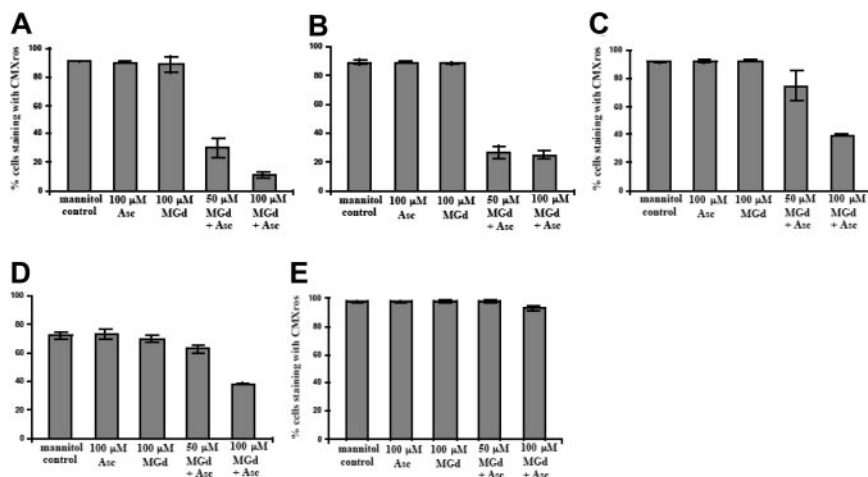 A
% cells staining with CMXros
100
80
60
40
20
0
mannitol control
100 µM Asc
100 µM MGd
50 µM MGd + Asc
100 µM MGd + Asc
B
% cells staining with CMXros
100
80
60
40
20
0
mannitol control
100 µM Asc
100 µM MGd
50 µM MGd + Asc
100 µM MGd + Asc
C
% cells staining with CMXros
100
80
60
40
20
0
mannitol control
100 µM Asc
100 µM MGd
50 µM MGd + Asc
100 µM MGd + Asc
D
100
80
60
40
20
0
mannitol control
100 µM Asc
100 µM MGd
50 µM MGd + Asc
100 µM MGd + Asc
E
% cells staining with CMXros
100
80
60
40
20
0
mannitol control
100 µM Asc
100 µM MGd
50 µM MGd + Asc
100 µM MGd + Asc